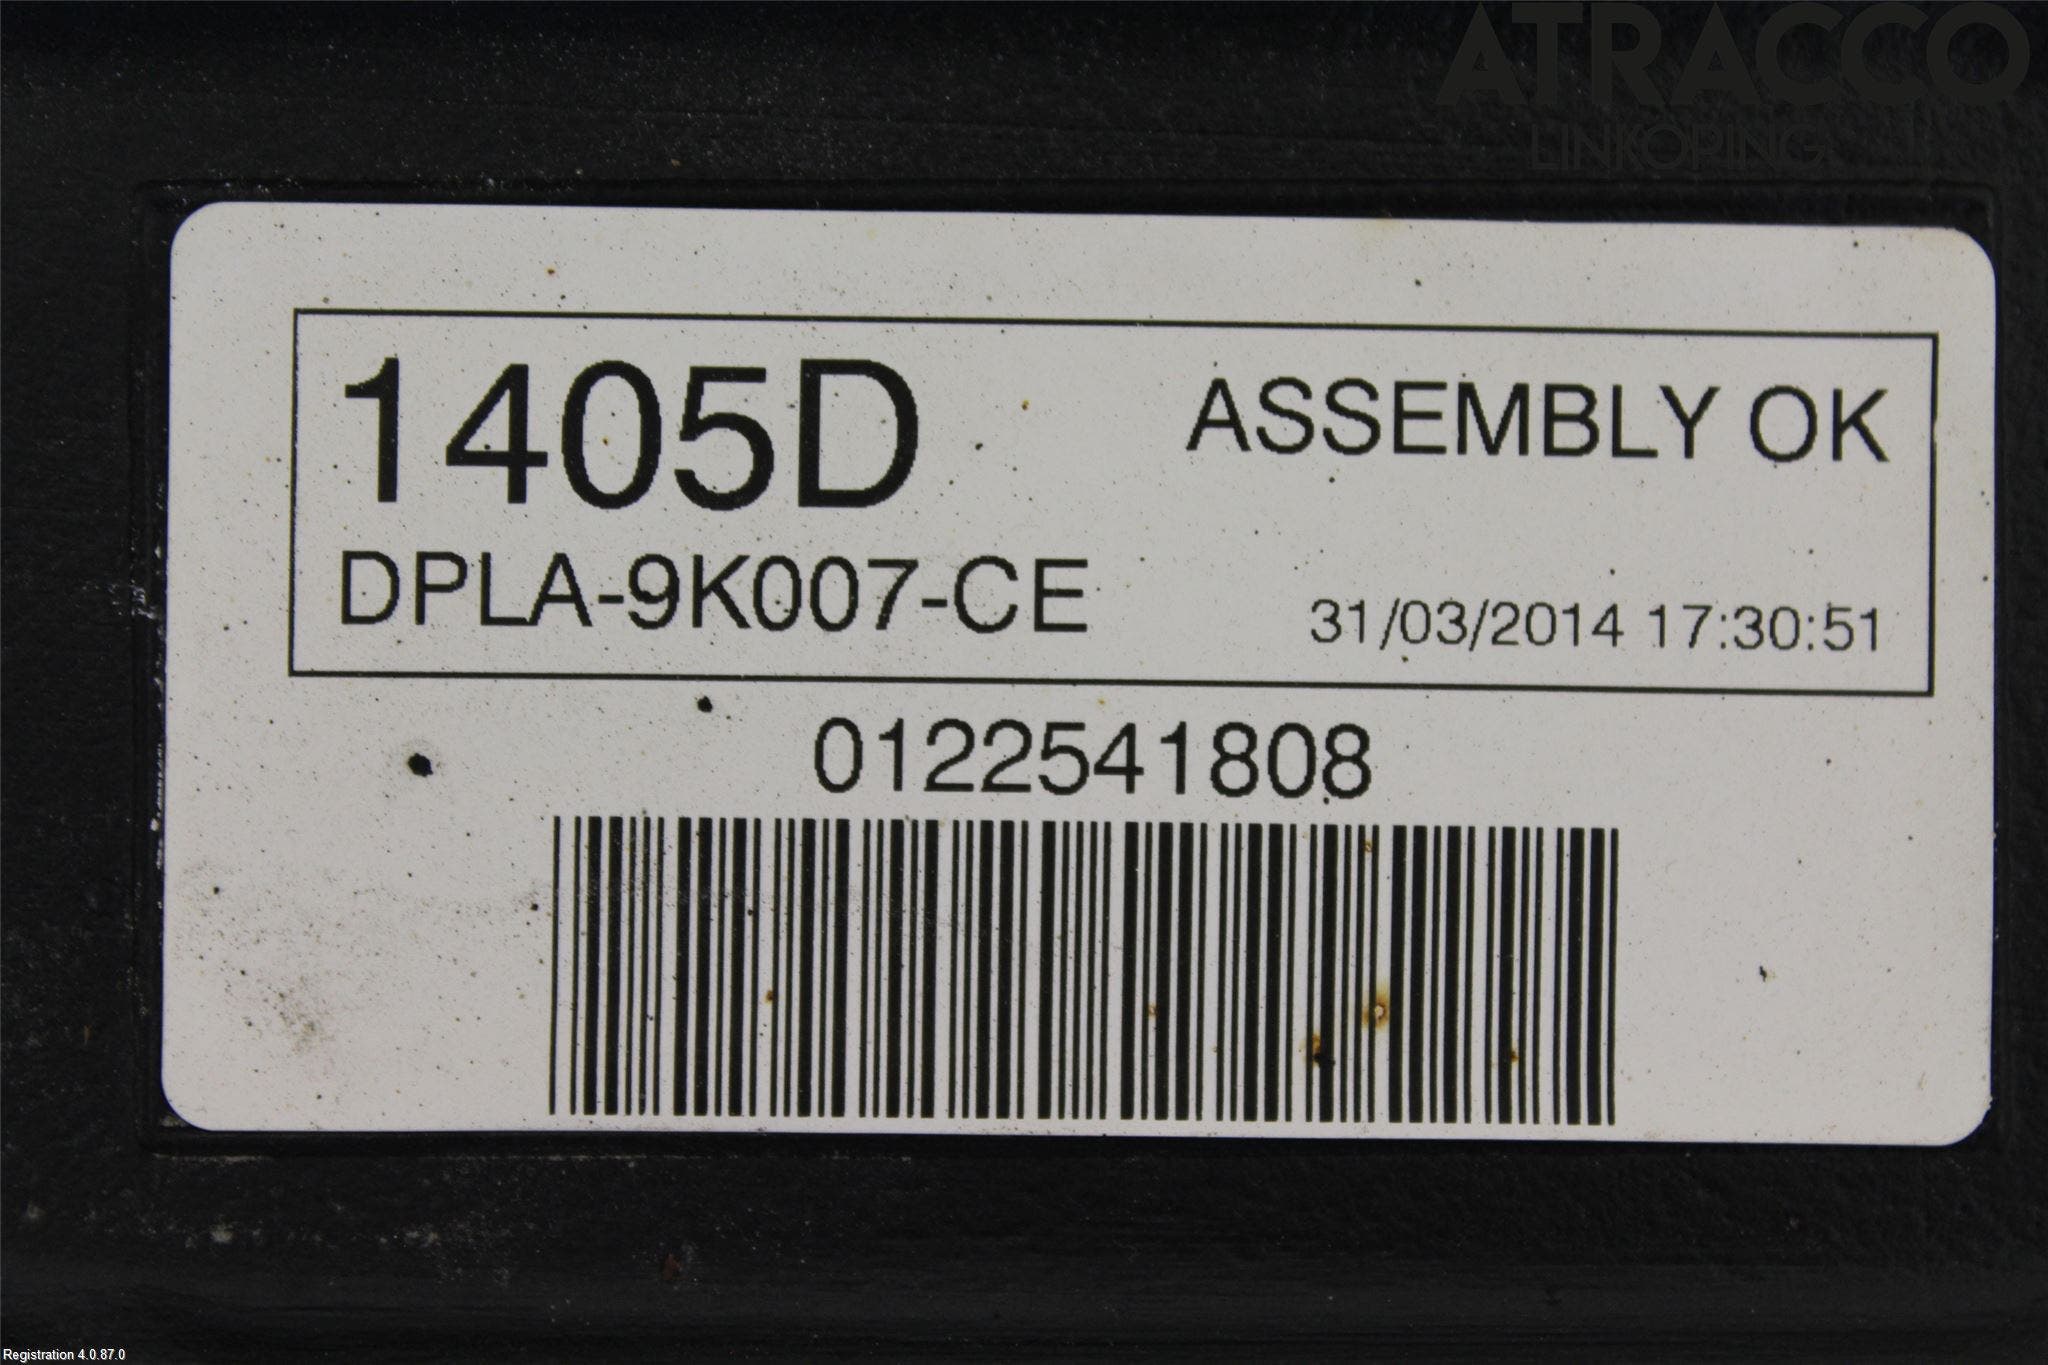 ATRACCO
LINKÖPING
1405D
ASSEMBLY OK
DPLA-9K007-CE
31/03/2014 17:30:51
0122541808
Registration 4.0.87.0